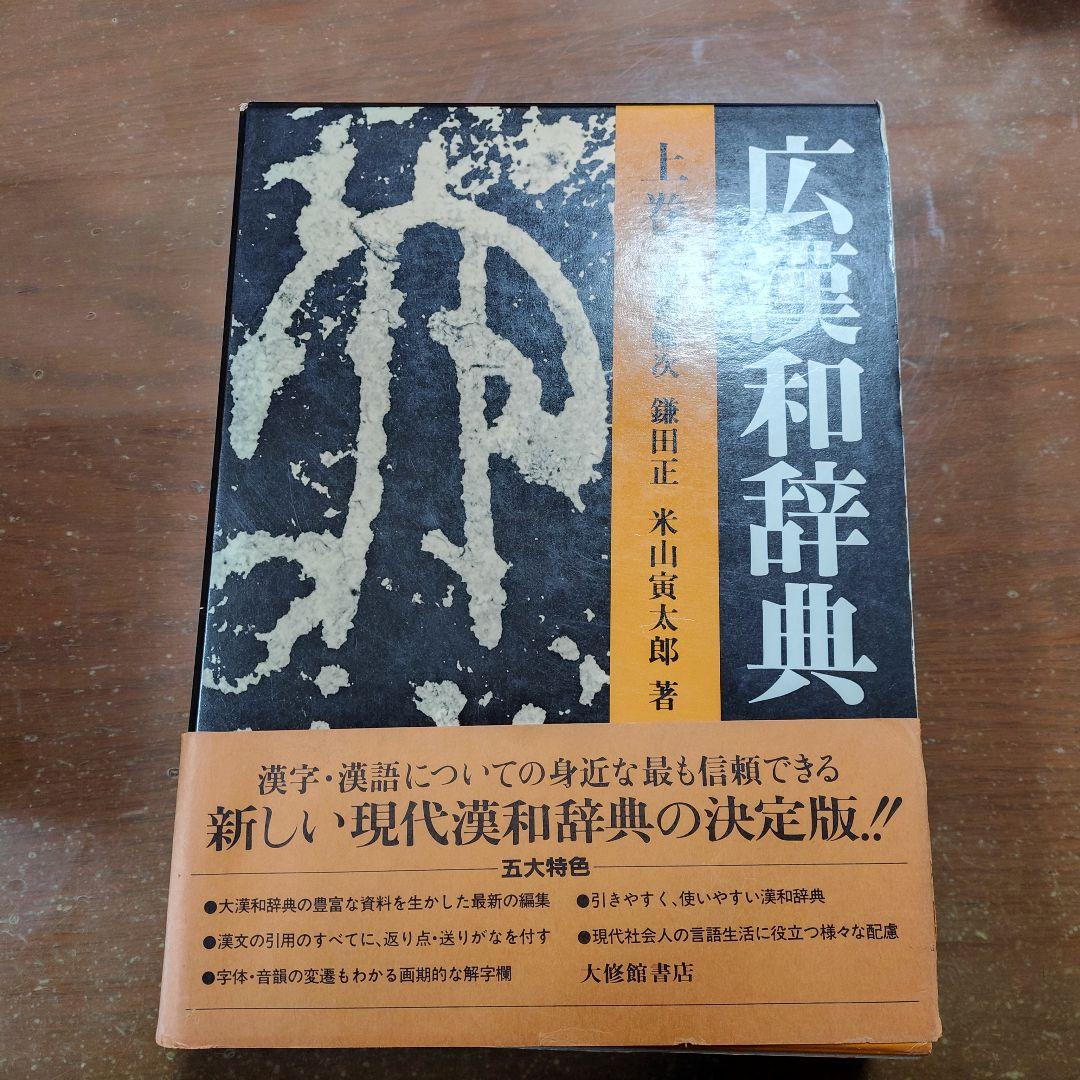 広漢和辞典
上巻 次 鎌田正 米山寅太郎 著
漢字・漢語についての身近な最も信頼できる
新しい現代漢和辞典の決定版!!
五大特色
●大漢和辞典の豊富な資料を生かした最新の編集
●漢文の引用のすべてに、返り点・送りがなを付す
●字体・音韻の変遷もわかる画期的な解字欄
●引きやすく、使いやすい漢和辞典
●現代社会人の言語生活に役立つ様々な配慮
大修館書店